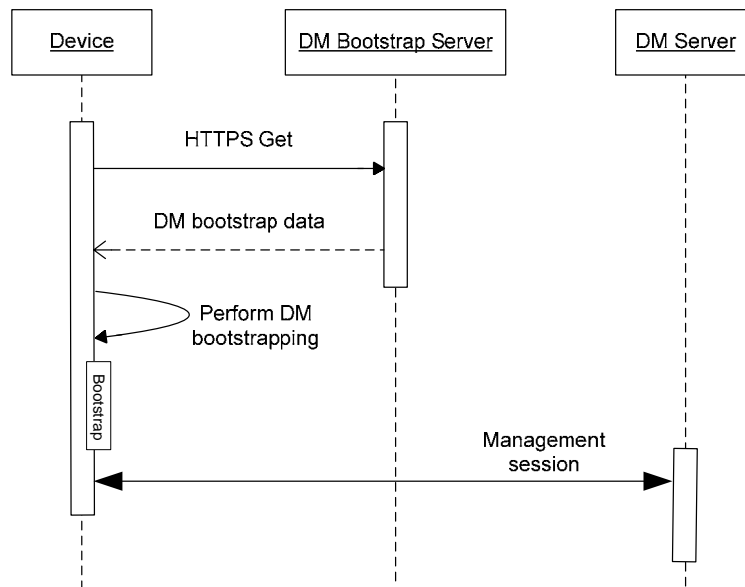 Device
DM Bootstrap Server
DM Server
HTTPS Get
DM bootstrap data
Perform DM
bootstrapping
Bootstrap
Management
session